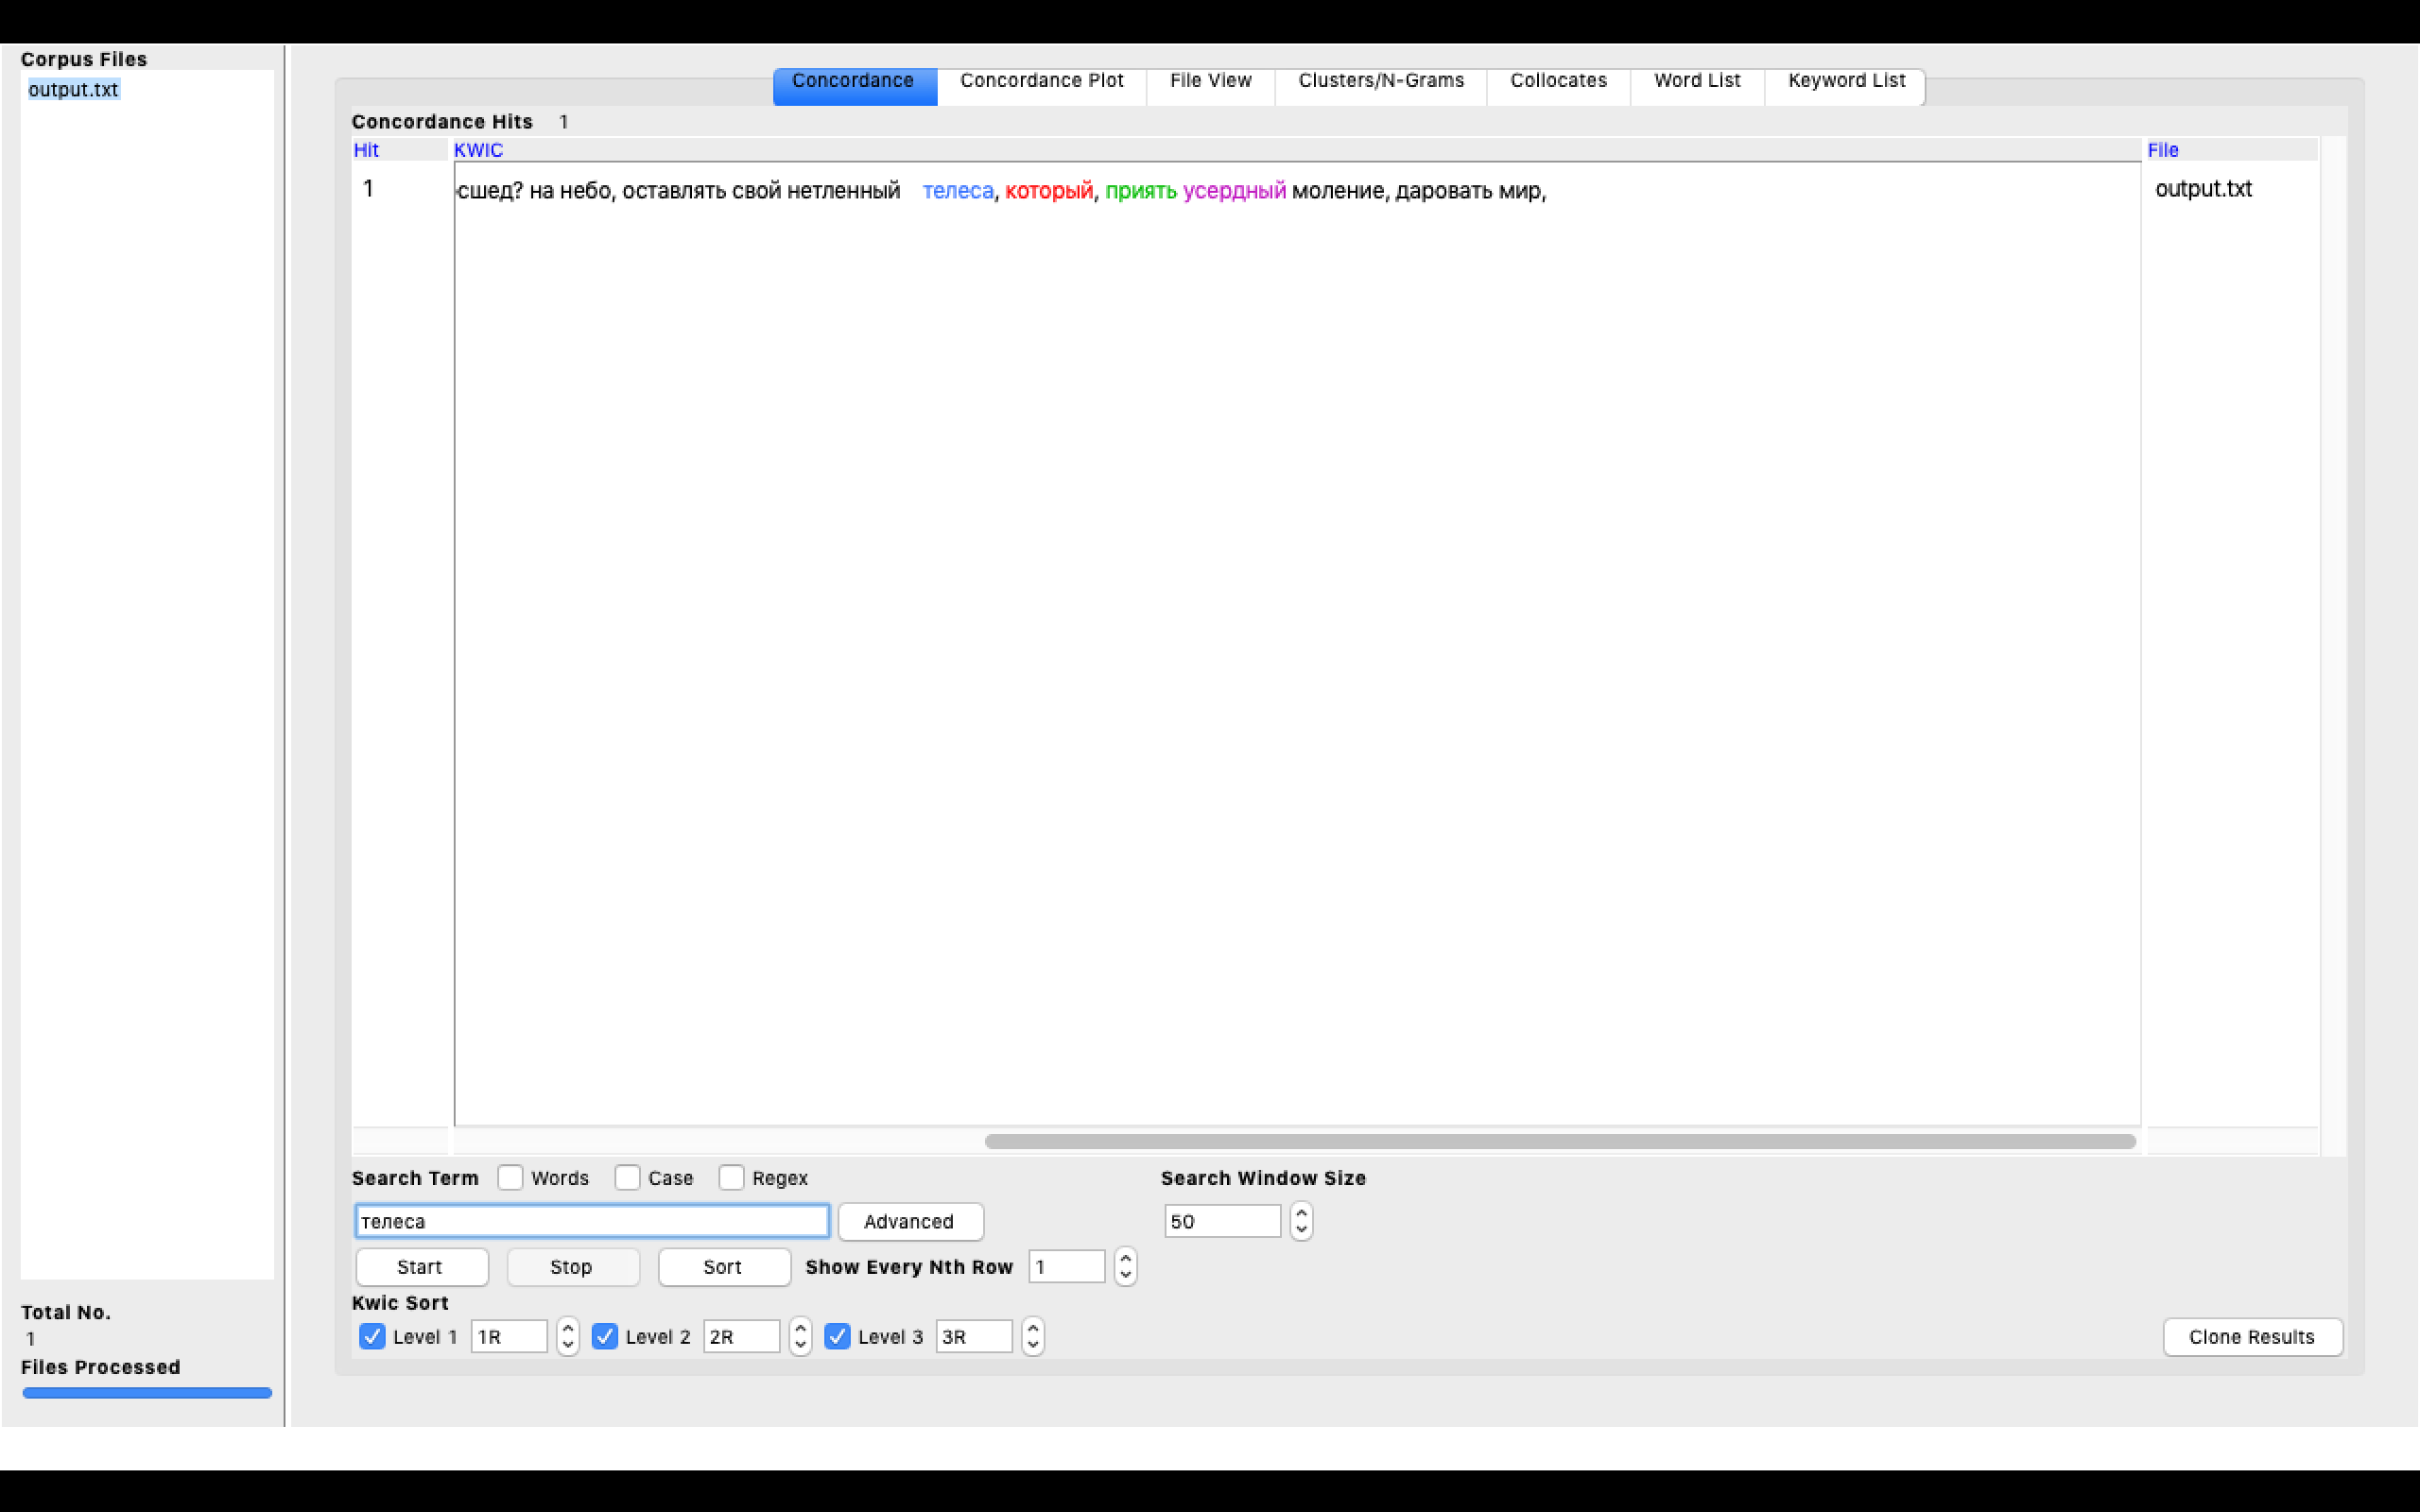 Corpus Files
output.txt
Concordance Concordance Plot File View Clusters/N-Grams Collocates Word List Keyword List
Concordance Hits 1
Hit KWIC File
1 сшед? на небо, оставлять свой нетленный телеса, который, приять усердный моление, даровать мир, output.txt
Search Term Words Case Regex Search Window Size
телеса Advanced 50
Start Stop Sort Show Every Nth Row 1
Kwic Sort
Level 1 1R Level 2 2R Level 3 3R Clone Results
Total No.
1
Files Processed